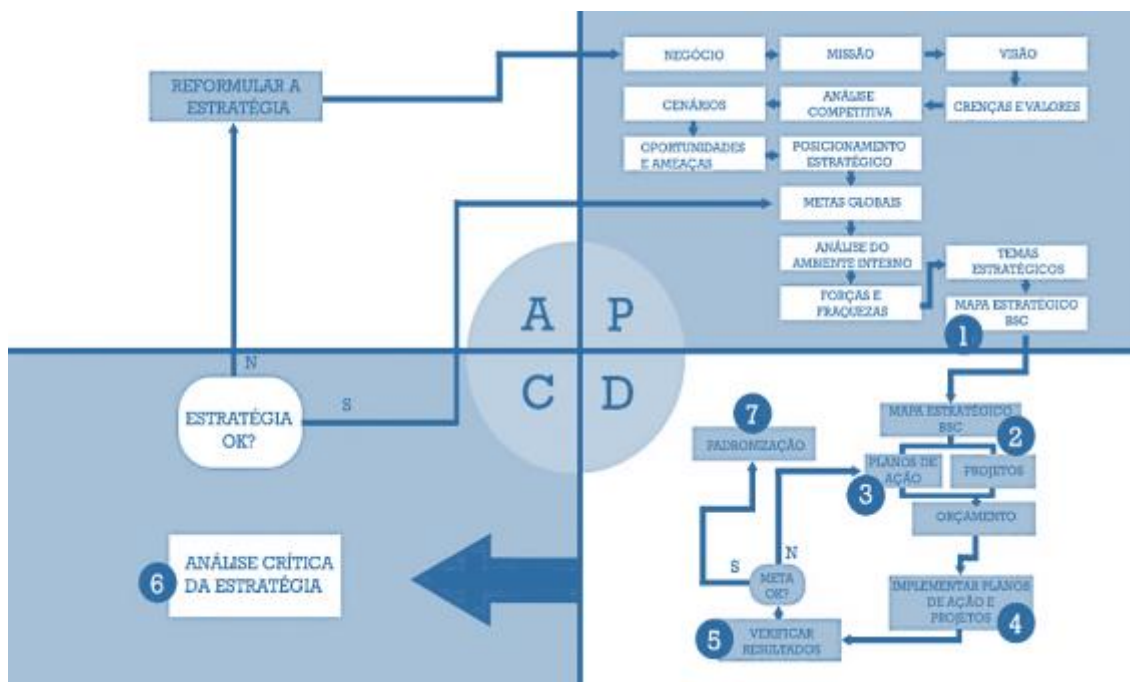 NEGÓCIO
MISSÃO
VISÃO
REFORMULAR A
ESTRATÉGIA
CENÁRIOS
ANÁLISE
COMPETITIVA
CRENÇAS E VALORES
OPORTUNIDADES
E AMEAÇAS
POSICIONAMENTO
ESTRATÉGICO
METAS GLOBAIS
ANÁLISE DO
AMBIENTE INTERNO
TEMAS
ESTRATÉGICOS
FORÇAS E
FRAQUEZAS
MAPA ESTRATÉGICO
BSC
1
A P
C D
N
ESTRATÉGIA
OK?
S
7
PADRONIZAÇÃO
MAPA ESTRATÉGICO
BSC
2
PLANOS DE
AÇÃO
3
PROJETOS
ORÇAMENTO
N
S
META
OK?
IMPLEMENTAR PLANOS
DE AÇÃO E
PROJETOS
4
5
VERIFICAR
RESULTADOS
6
ANÁLISE CRÍTICA
DA ESTRATÉGIA